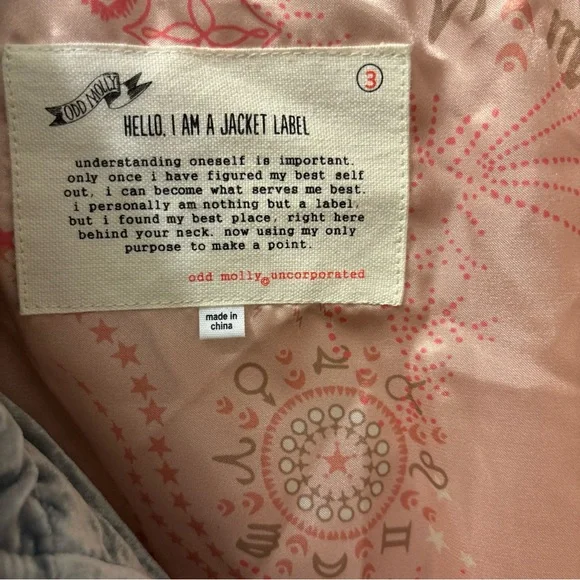 ODD MOLLY
3
HELLO, I AM A JACKET LABEL
understanding oneself is important.
only once i have figured my best self
out, i can become what serves me best.
i personally am nothing but a label,
but i found my best place, right here
behind your neck. now using my only
purpose to make a point.
odd molly© uncorporated
made in
china